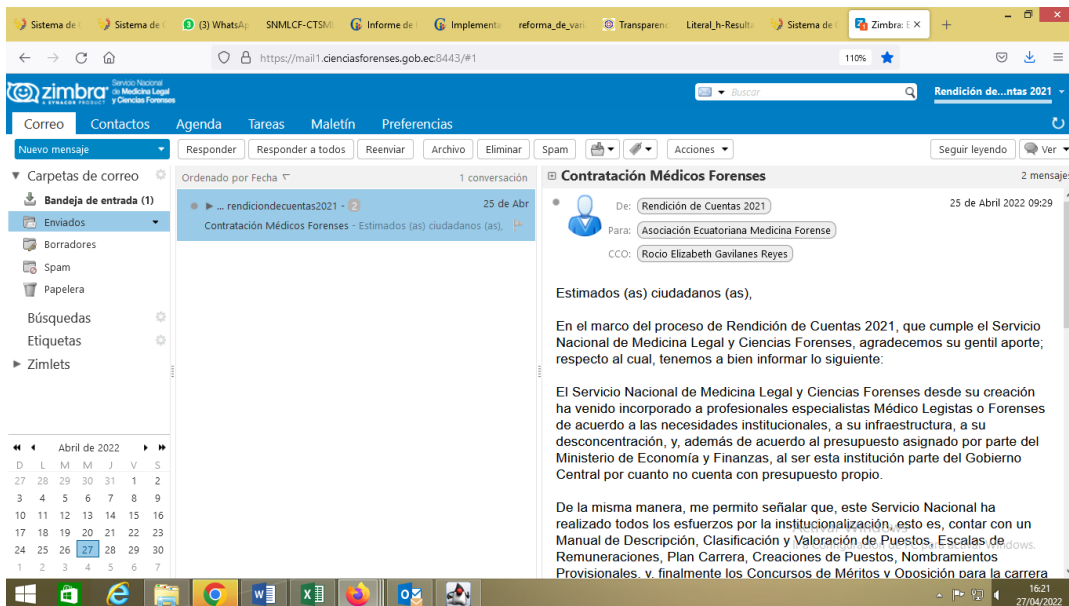 Sistema de
Sistema de
(3) WhatsAp
SNMLCF-CTSM
Informe de
Implementa
reforma_de_vari
Transparenc
Literal_h-Result
Sistema de
Zimbra: E
https://mail1.cienciasforenses.gob.ec:8443/#1
110%
zimbra
A SYNACOR PRODUCT
Servicio Nacional
de Medicina Legal
y Ciencias Forenses
Buscar
Rendición de...ntas 2021
Correo Contactos Agenda Tareas Maletín Preferencias
Nuevo mensaje
Responder Responder a todos Reenviar Archivo Eliminar Spam Acciones Seguir leyendo Ver
Carpetas de correo
Bandeja de entrada (1)
Enviados
Borradores
Spam
Papelera
Búsquedas
Etiquetas
Zimlets
Abril de 2022
D L M M J V S
27 28 29 30 31 1 2
3 4 5 6 7 8 9
10 11 12 13 14 15 16
17 18 19 20 21 22 23
24 25 26 27 28 29 30
1 2 3 4 5 6 7
Ordenado por Fecha 1 conversación
... rendiciondecuentas2021 - 2 25 de Abr
Contratación Médicos Forenses - Estimados (as) ciudadanos (as),
Contratación Médicos Forenses 2 mensajes
De: Rendición de Cuentas 2021 25 de Abril 2022 09:29
Para: Asociación Ecuatoriana Medicina Forense
CCO: Rocio Elizabeth Gavilanes Reyes
Estimados (as) ciudadanos (as),
En el marco del proceso de Rendición de Cuentas 2021, que cumple el Servicio
Nacional de Medicina Legal y Ciencias Forenses, agradecemos su gentil aporte;
respecto al cual, tenemos a bien informar lo siguiente:
El Servicio Nacional de Medicina Legal y Ciencias Forenses desde su creación
ha venido incorporado a profesionales especialistas Médico Legistas o Forenses
de acuerdo a las necesidades institucionales, a su infraestructura, a su
desconcentración, y, además de acuerdo al presupuesto asignado por parte del
Ministerio de Economía y Finanzas, al ser esta institución parte del Gobierno
Central por cuanto no cuenta con presupuesto propio.
De la misma manera, me permito señalar que, este Servicio Nacional ha
realizado todos los esfuerzos por la institucionalización, esto es, contar con un
Manual de Descripción, Clasificación y Valoración de Puestos, Escalas de
Remuneraciones, Plan Carrera, Creaciones de Puestos, Nombramientos
Provisionales, y, finalmente los Concursos de Méritos y Oposición para la carrera
16:21
27/04/2022